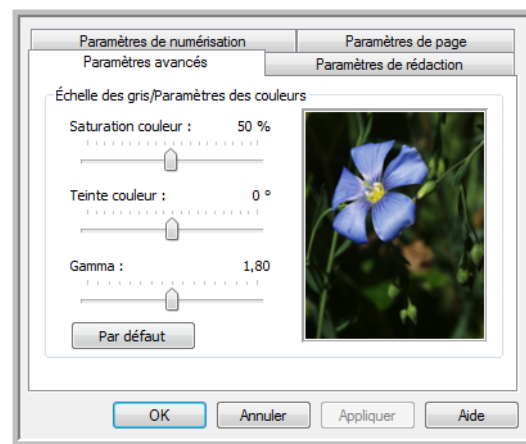 Paramètres de numérisation
Paramètres de page
Paramètres avancés
Paramètres de rédaction
Échelle des gris/Paramètres des couleurs
Saturation couleur : 50 %
Teinte couleur : 0 °
Gamma : 1,80
Par défaut
OK
Annuler
Appliquer
Aide